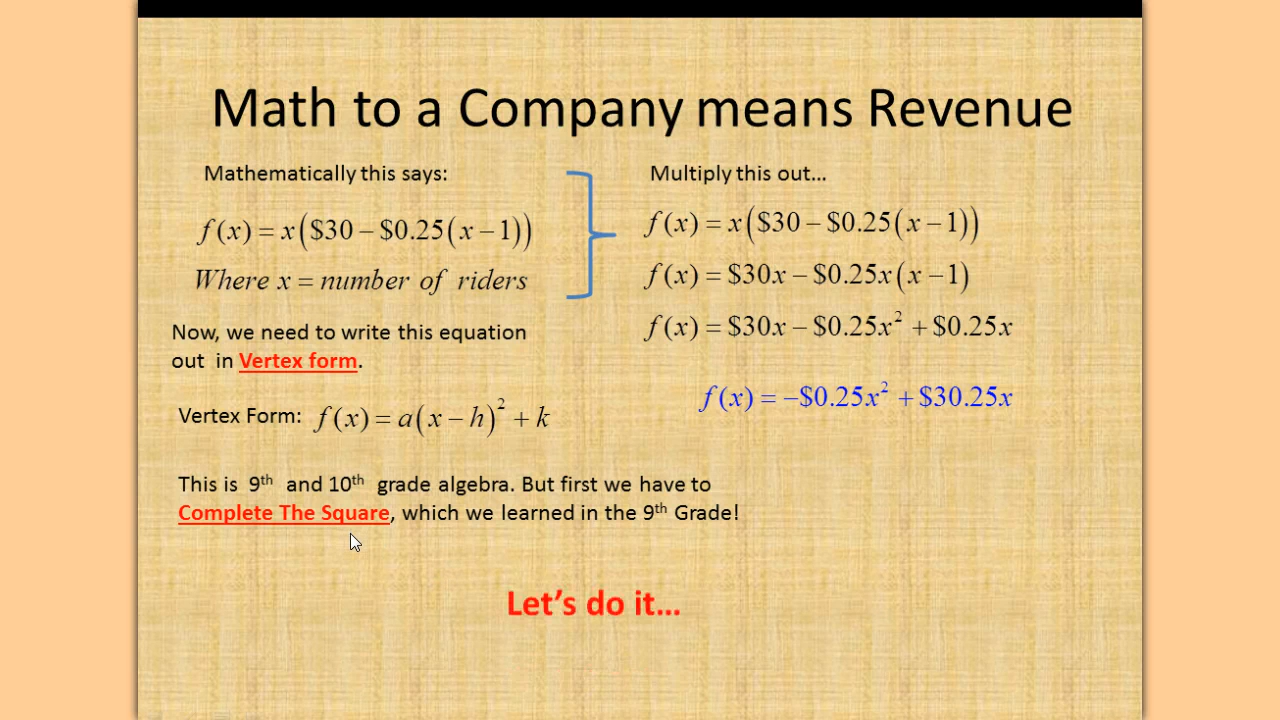 Math to a Company means Revenue
Mathematically this says:
f(x) = x($30 − $0.25(x − 1))
Where x = number of riders
Now, we need to write this equation
out in Vertex form.
Vertex Form: f(x) = a(x − h)² + k
Multiply this out...
f(x) = x($30 − $0.25(x − 1))
f(x) = $30x − $0.25x(x − 1)
f(x) = $30x − $0.25x² + $0.25x
f(x) = −$0.25x² + $30.25x
This is 9th and 10th grade algebra. But first we have to
Complete The Square, which we learned in the 9th Grade!
Let's do it...